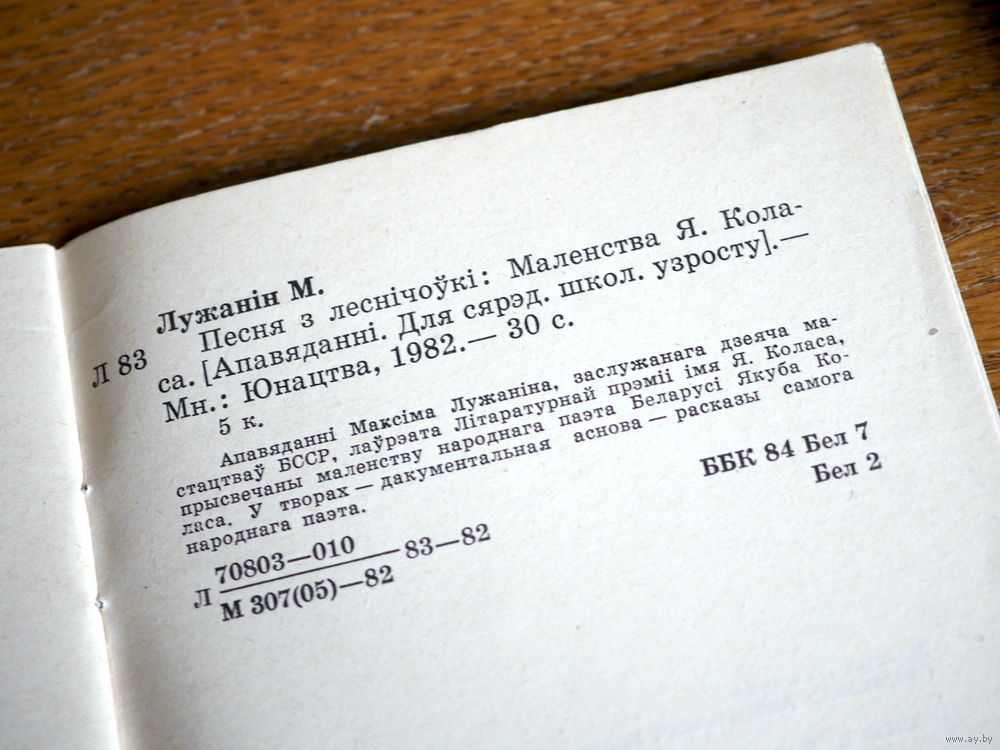 Лужанін М.
Л 83 Песня з леснічоўкі: Маленства Я. Кола-
са. [Апавяданні. Для сярэд. школ. узросту].—
Мн.: Юнацтва, 1982.— 30 с.
5 к.
Апавяданні Максіма Лужаніна, заслужанага дзеяча ма-
стацтваў БССР, лаўрэата Літаратурнай прэміі імя Я. Коласа,
прысвечаны маленству народнага паэта Беларусі Якуба Ко-
ласа. У творах — дакументальная аснова — расказы самога
народнага паэта.
ББК 84 Бел 7
Бел 2
70803—010
Л 83—82
М 307(05)—82
www.ay.by